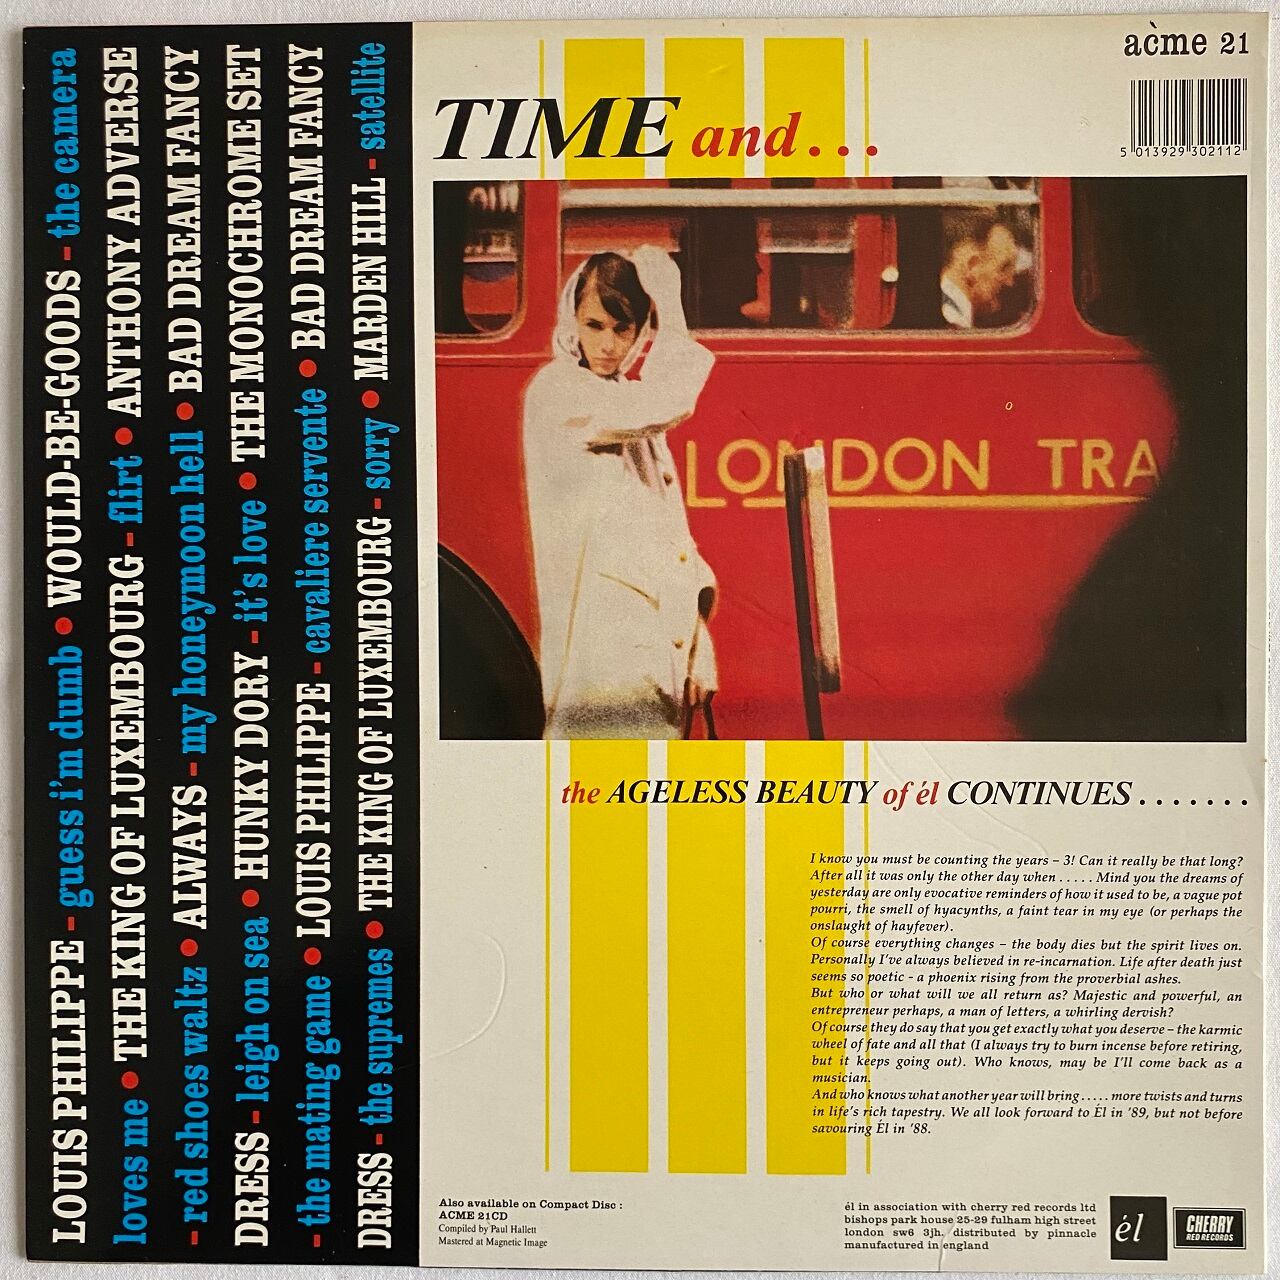 LOUIS PHILIPPE - guess i'm dumb ● WOULD-BE-GOODS - the camera
loves me ● THE KING OF LUXEMBOURG - flirt ● ANTHONY ADVERSE
- red shoes waltz ● ALWAYS - my honeymoon hell ● BAD DREAM FANCY
DRESS - leigh on sea ● HUNKY DORY - it's love ● THE MONOCHROME SET
- the mating game ● LOUIS PHILIPPE - cavaliere servente ● BAD DREAM FANCY
DRESS - the supremes ● THE KING OF LUXEMBOURG - sorry ● MARDEN HILL - satellite
acme 21
5 013929 302112
TIME and...
LONDON TRA
the AGELESS BEAUTY of él CONTINUES.......
I know you must be counting the years – 3! Can it really be that long?
After all it was only the other day when ..... Mind you the dreams of
yesterday are only evocative reminders of how it used to be, a vague pot
pourri, the smell of hyacynths, a faint tear in my eye (or perhaps the
onslaught of hayfever).
Of course everything changes – the body dies but the spirit lives on.
Personally I've always believed in re-incarnation. Life after death just
seems so poetic - a phoenix rising from the proverbial ashes.
But who or what will we all return as? Majestic and powerful, an
entrepreneur perhaps, a man of letters, a whirling dervish?
Of course they do say that you get exactly what you deserve – the karmic
wheel of fate and all that (I always try to burn incense before retiring,
but it keeps going out). Who knows, may be I'll come back as a
musician.
And who knows what another year will bring ..... more twists and turns
in life's rich tapestry. We all look forward to Él in '89, but not before
savouring Él in '88.
Also available on Compact Disc :
ACME 21CD
Compiled by Paul Hallett
Mastered at Magnetic Image
él in association with cherry red records ltd
bishops park house 25-29 fulham high street
london sw6 3jh. distributed by pinnacle
manufactured in england
él
CHERRY
RED RECORDS